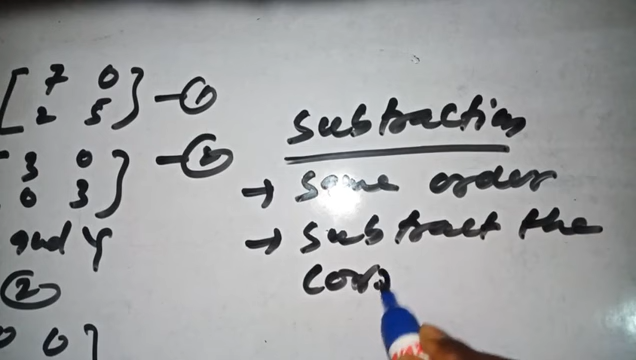 [ 7 0 ] -①
2 5
3 0 ] -②
0 3
and y
②
0 0]
Subtraction
→ Same order
→ Subtract the
Corr